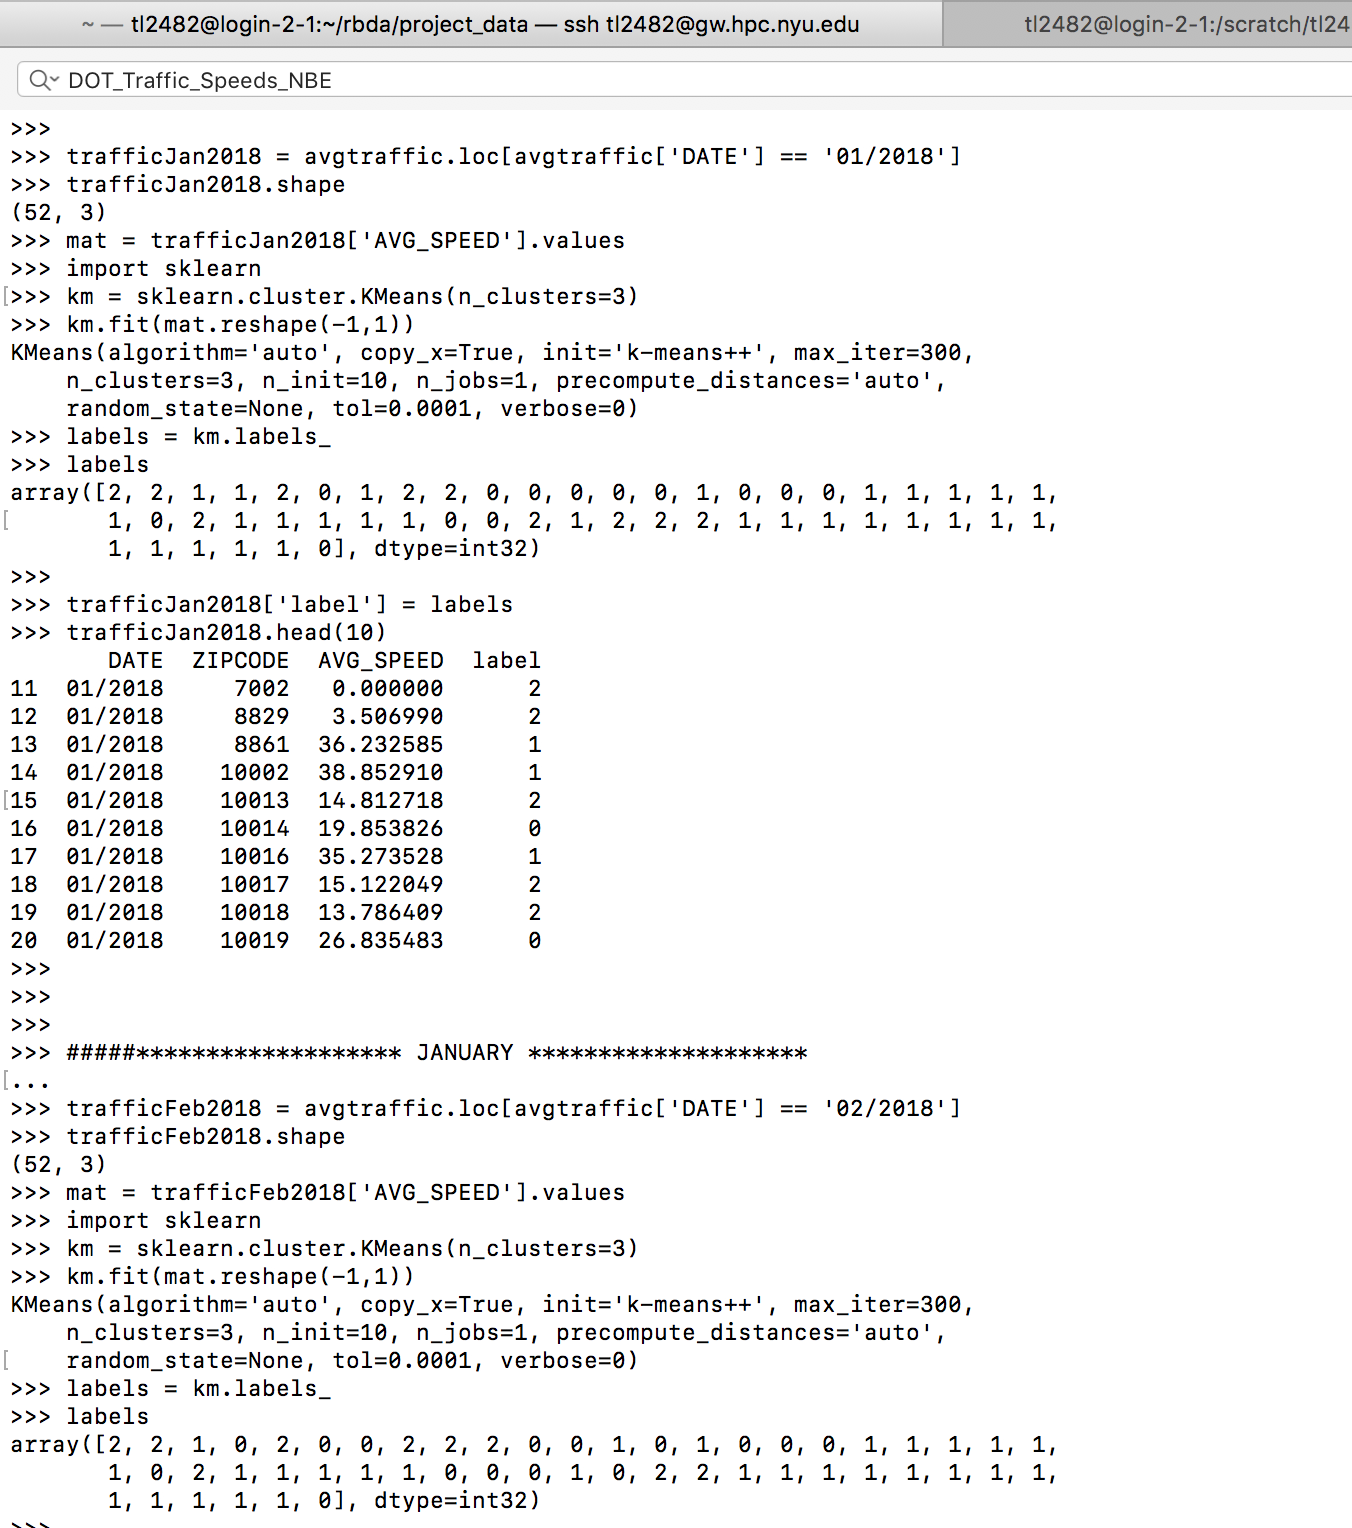 ~ — tl2482@login-2-1:~/rbda/project_data — ssh tl2482@gw.hpc.nyu.edu
tl2482@login-2-1:/scratch/tl24
DOT_Traffic_Speeds_NBE
>>>
>>> trafficJan2018 = avgtraffic.loc[avgtraffic['DATE'] == '01/2018']
>>> trafficJan2018.shape
(52, 3)
>>> mat = trafficJan2018['AVG_SPEED'].values
>>> import sklearn
[>>> km = sklearn.cluster.KMeans(n_clusters=3)
>>> km.fit(mat.reshape(-1,1))
KMeans(algorithm='auto', copy_x=True, init='k-means++', max_iter=300,
    n_clusters=3, n_init=10, n_jobs=1, precompute_distances='auto',
    random_state=None, tol=0.0001, verbose=0)
>>> labels = km.labels_
>>> labels
array([2, 2, 1, 1, 2, 0, 1, 2, 2, 0, 0, 0, 0, 0, 1, 0, 0, 0, 1, 1, 1, 1, 1,
[       1, 0, 2, 1, 1, 1, 1, 1, 0, 0, 2, 1, 2, 2, 2, 1, 1, 1, 1, 1, 1, 1, 1,
       1, 1, 1, 1, 1, 0], dtype=int32)
>>>
>>> trafficJan2018['label'] = labels
>>> trafficJan2018.head(10)
       DATE  ZIPCODE  AVG_SPEED  label
11  01/2018     7002   0.000000      2
12  01/2018     8829   3.506990      2
13  01/2018     8861  36.232585      1
14  01/2018    10002  38.852910      1
[15  01/2018    10013  14.812718      2
16  01/2018    10014  19.853826      0
17  01/2018    10016  35.273528      1
18  01/2018    10017  15.122049      2
19  01/2018    10018  13.786409      2
20  01/2018    10019  26.835483      0
>>>
>>>
>>>
>>> #####******************* JANUARY ********************
[...
>>> trafficFeb2018 = avgtraffic.loc[avgtraffic['DATE'] == '02/2018']
>>> trafficFeb2018.shape
(52, 3)
>>> mat = trafficFeb2018['AVG_SPEED'].values
>>> import sklearn
>>> km = sklearn.cluster.KMeans(n_clusters=3)
>>> km.fit(mat.reshape(-1,1))
KMeans(algorithm='auto', copy_x=True, init='k-means++', max_iter=300,
    n_clusters=3, n_init=10, n_jobs=1, precompute_distances='auto',
[    random_state=None, tol=0.0001, verbose=0)
>>> labels = km.labels_
>>> labels
array([2, 2, 1, 0, 2, 0, 0, 2, 2, 2, 0, 0, 1, 0, 1, 0, 0, 0, 1, 1, 1, 1, 1,
       1, 0, 2, 1, 1, 1, 1, 1, 0, 0, 0, 1, 0, 2, 2, 1, 1, 1, 1, 1, 1, 1, 1,
       1, 1, 1, 1, 1, 0], dtype=int32)
>>>